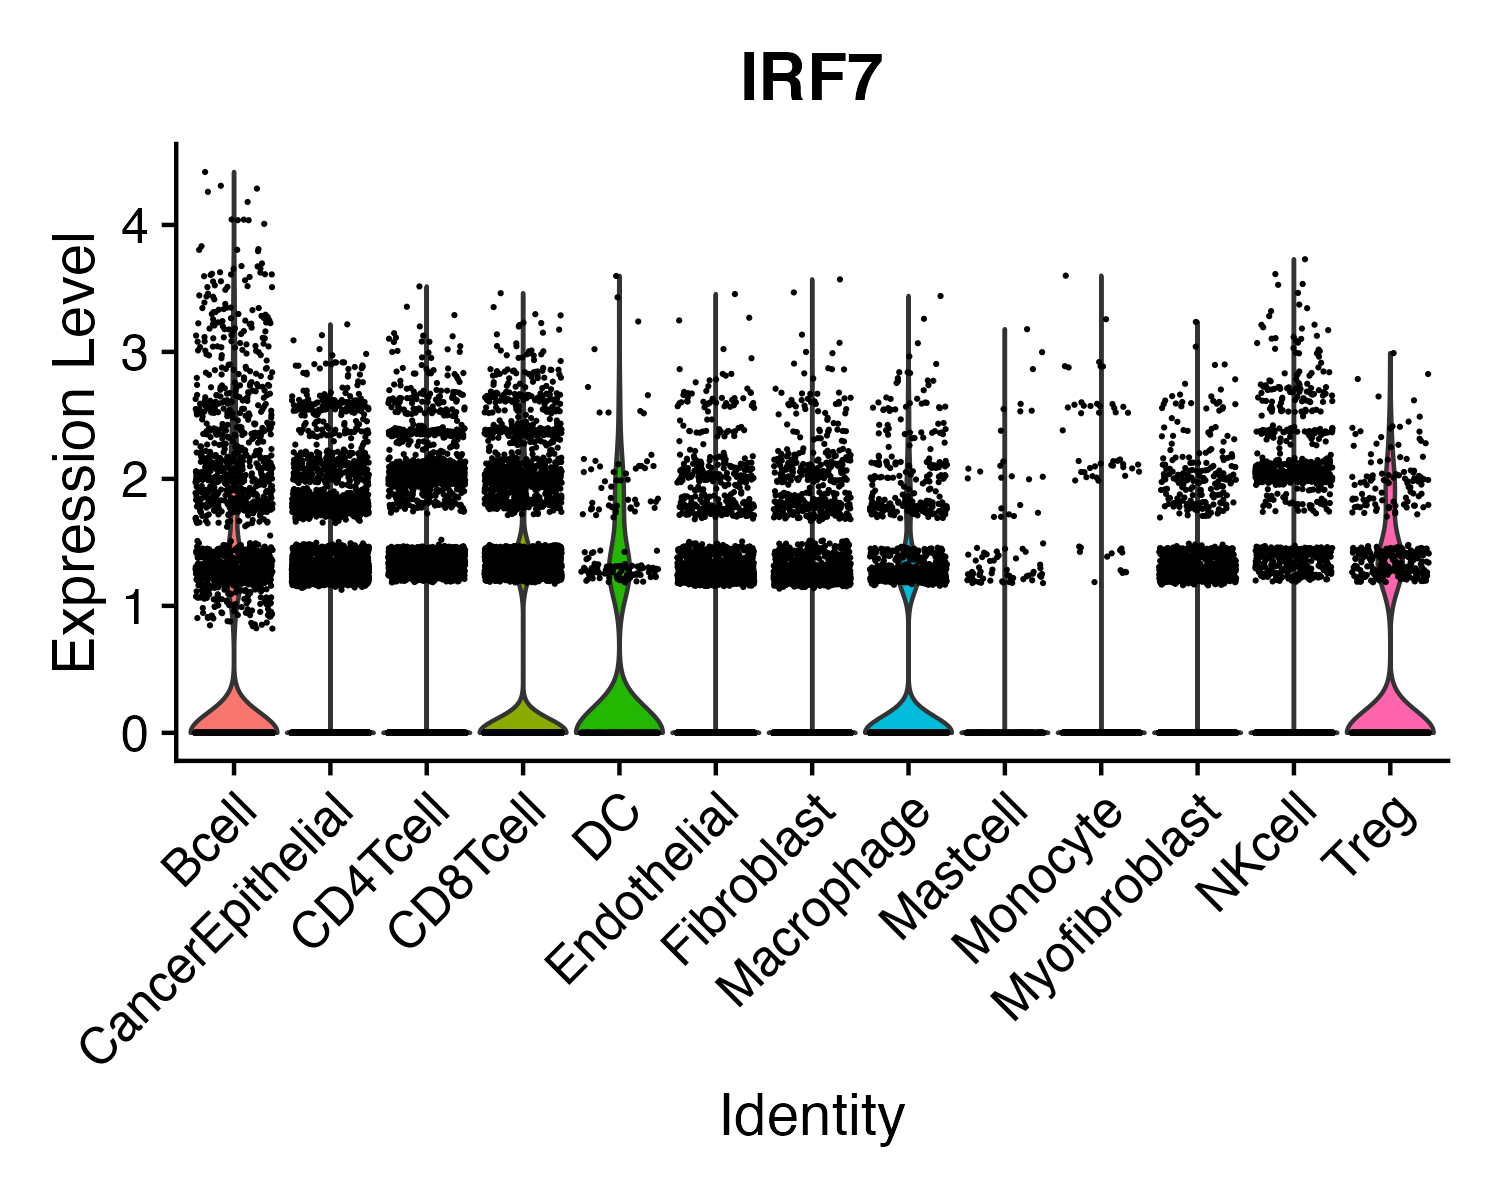 IRF7
Expression Level
4
3
2
1
0
Bcell
CancerEpithelial
CD4Tcell
CD8Tcell
DC
Endothelial
Fibroblast
Macrophage
Mastcell
Monocyte
Myofibroblast
NKcell
Treg
Identity